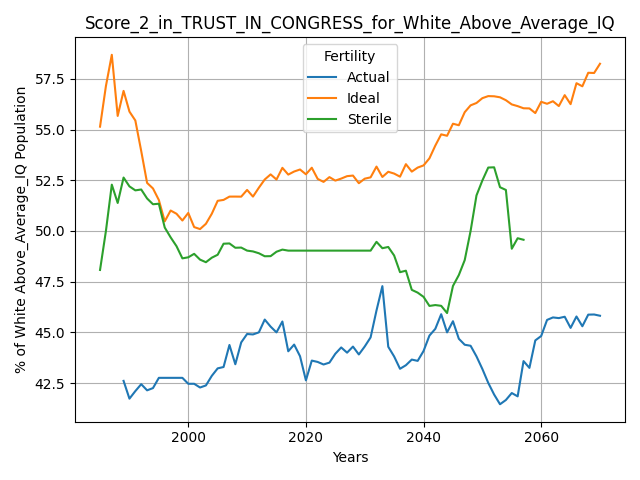 Score_2_in_TRUST_IN_CONGRESS_for_White_Above_Average_IQ
Fertility
Actual
Ideal
Sterile
% of White Above_Average_IQ Population
57.5
55.0
52.5
50.0
47.5
45.0
42.5
2000
2020
2040
2060
Years